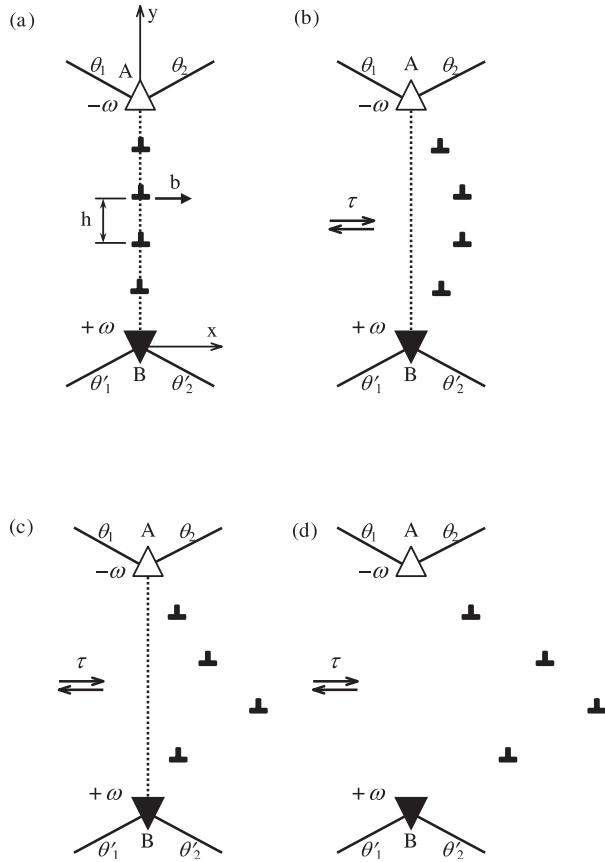 (a)
y
θ1 A θ2
−ω
b
h
+ω
x
B
θ′1 θ′2
(b)
θ1 A θ2
−ω
τ
+ω
B
θ′1 θ′2
(c)
θ1 A θ2
−ω
τ
+ω
B
θ′1 θ′2
(d)
θ1 A θ2
−ω
τ
+ω
B
θ′1 θ′2